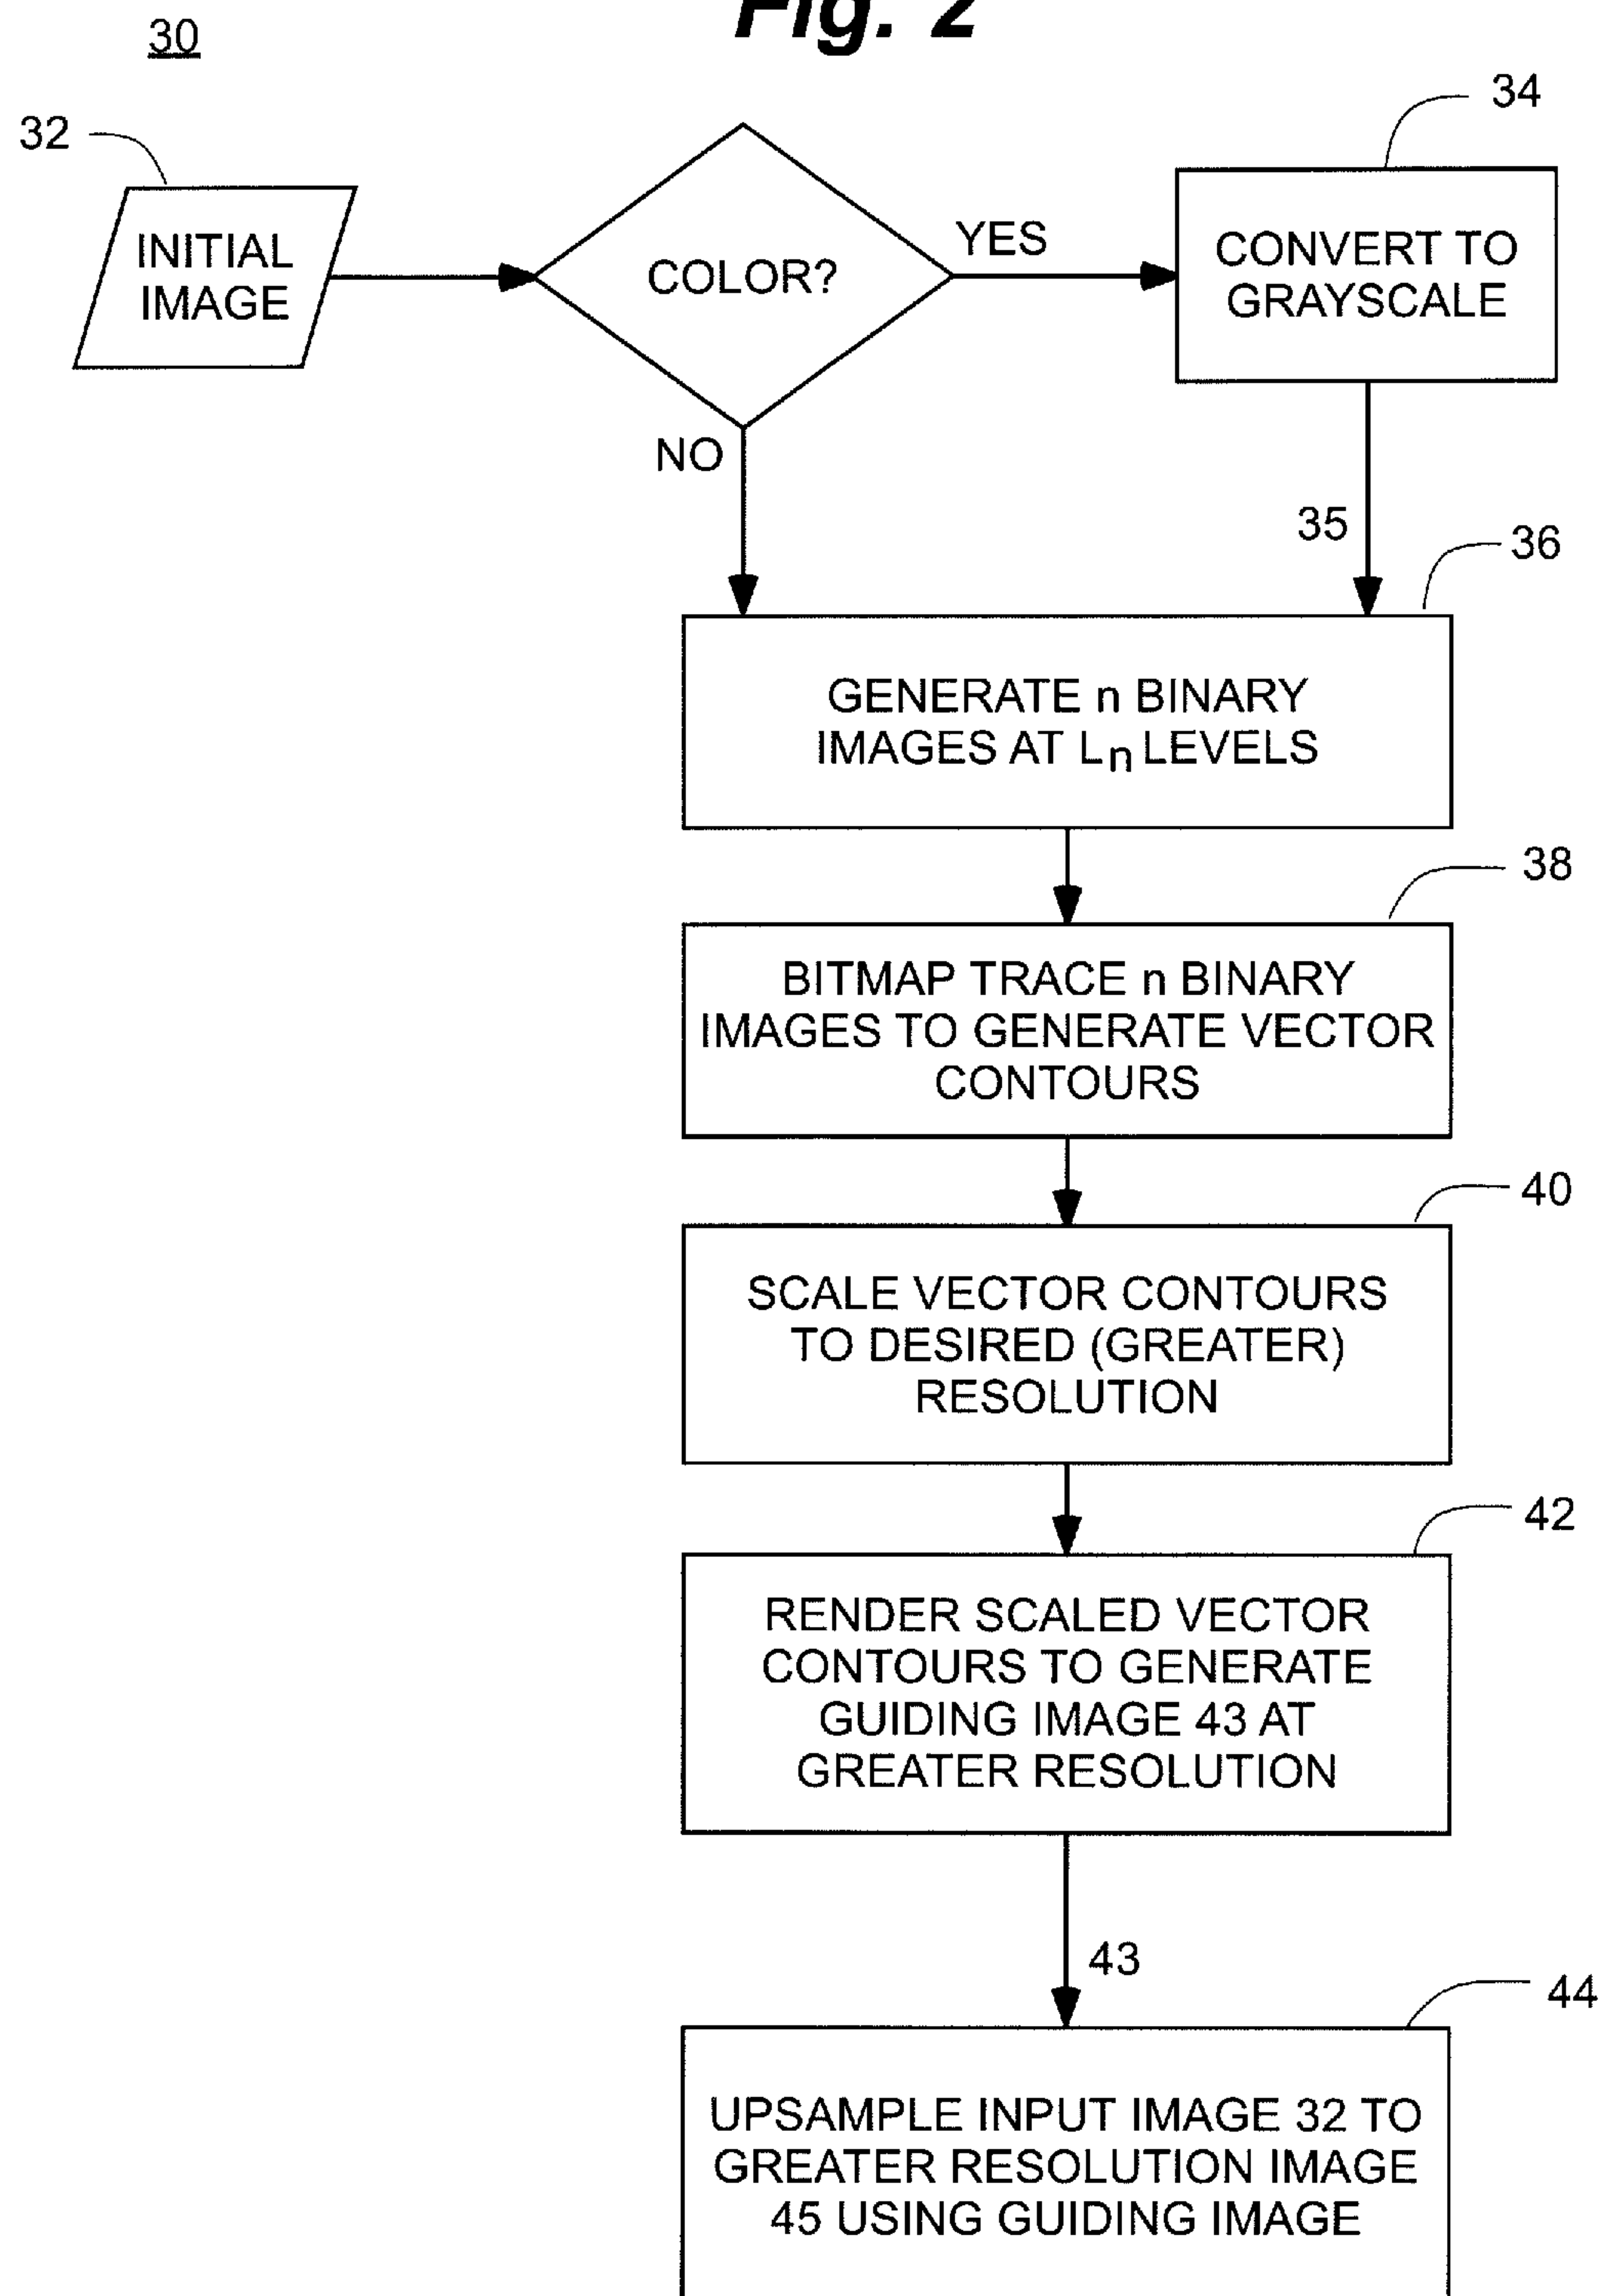 Fig. 2
30
32
34
INITIAL
IMAGE
COLOR?
YES
CONVERT TO
GRAYSCALE
NO
35
36
GENERATE n BINARY
IMAGES AT Ln LEVELS
38
BITMAP TRACE n BINARY
IMAGES TO GENERATE VECTOR
CONTOURS
40
SCALE VECTOR CONTOURS
TO DESIRED (GREATER)
RESOLUTION
42
RENDER SCALED VECTOR
CONTOURS TO GENERATE
GUIDING IMAGE 43 AT
GREATER RESOLUTION
43
44
UPSAMPLE INPUT IMAGE 32 TO
GREATER RESOLUTION IMAGE
45 USING GUIDING IMAGE